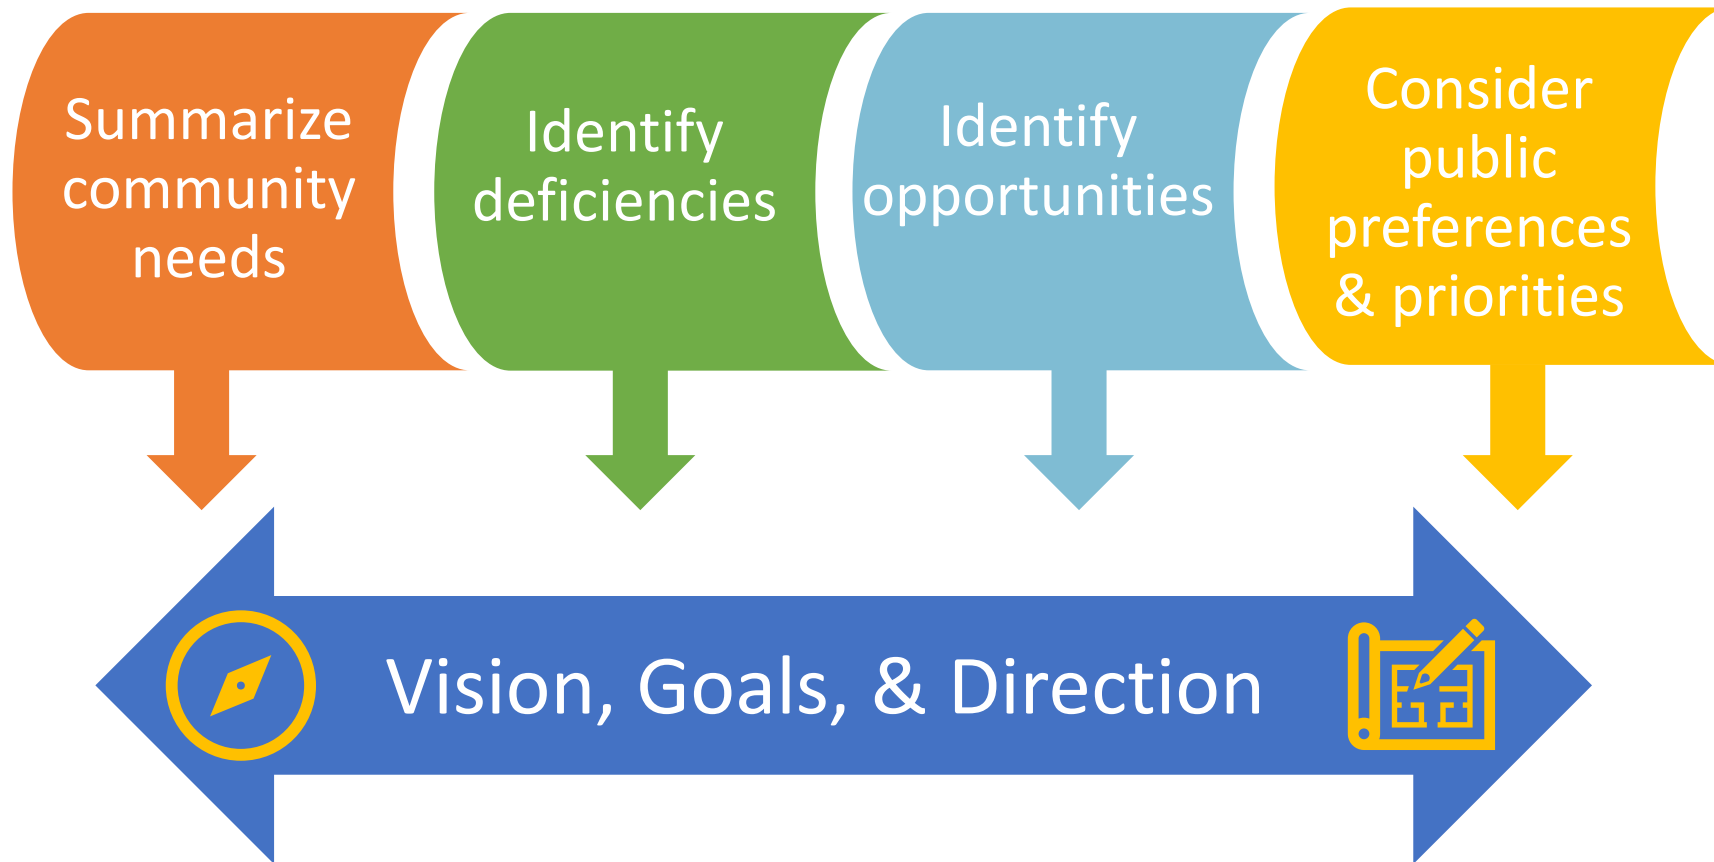 Summarize
community
needs
Identify
deficiencies
Identify
opportunities
Consider
public
preferences
& priorities
Vision, Goals, & Direction